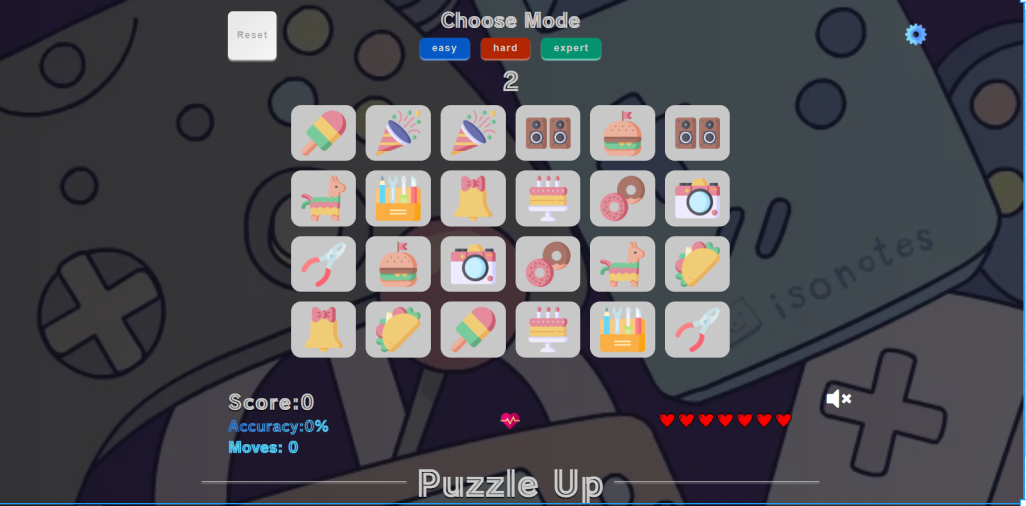 Choose Mode
Reset
easy
hard
expert
2
isonotes
Score:0
Accuracy:0%
Moves: 0
Puzzle Up